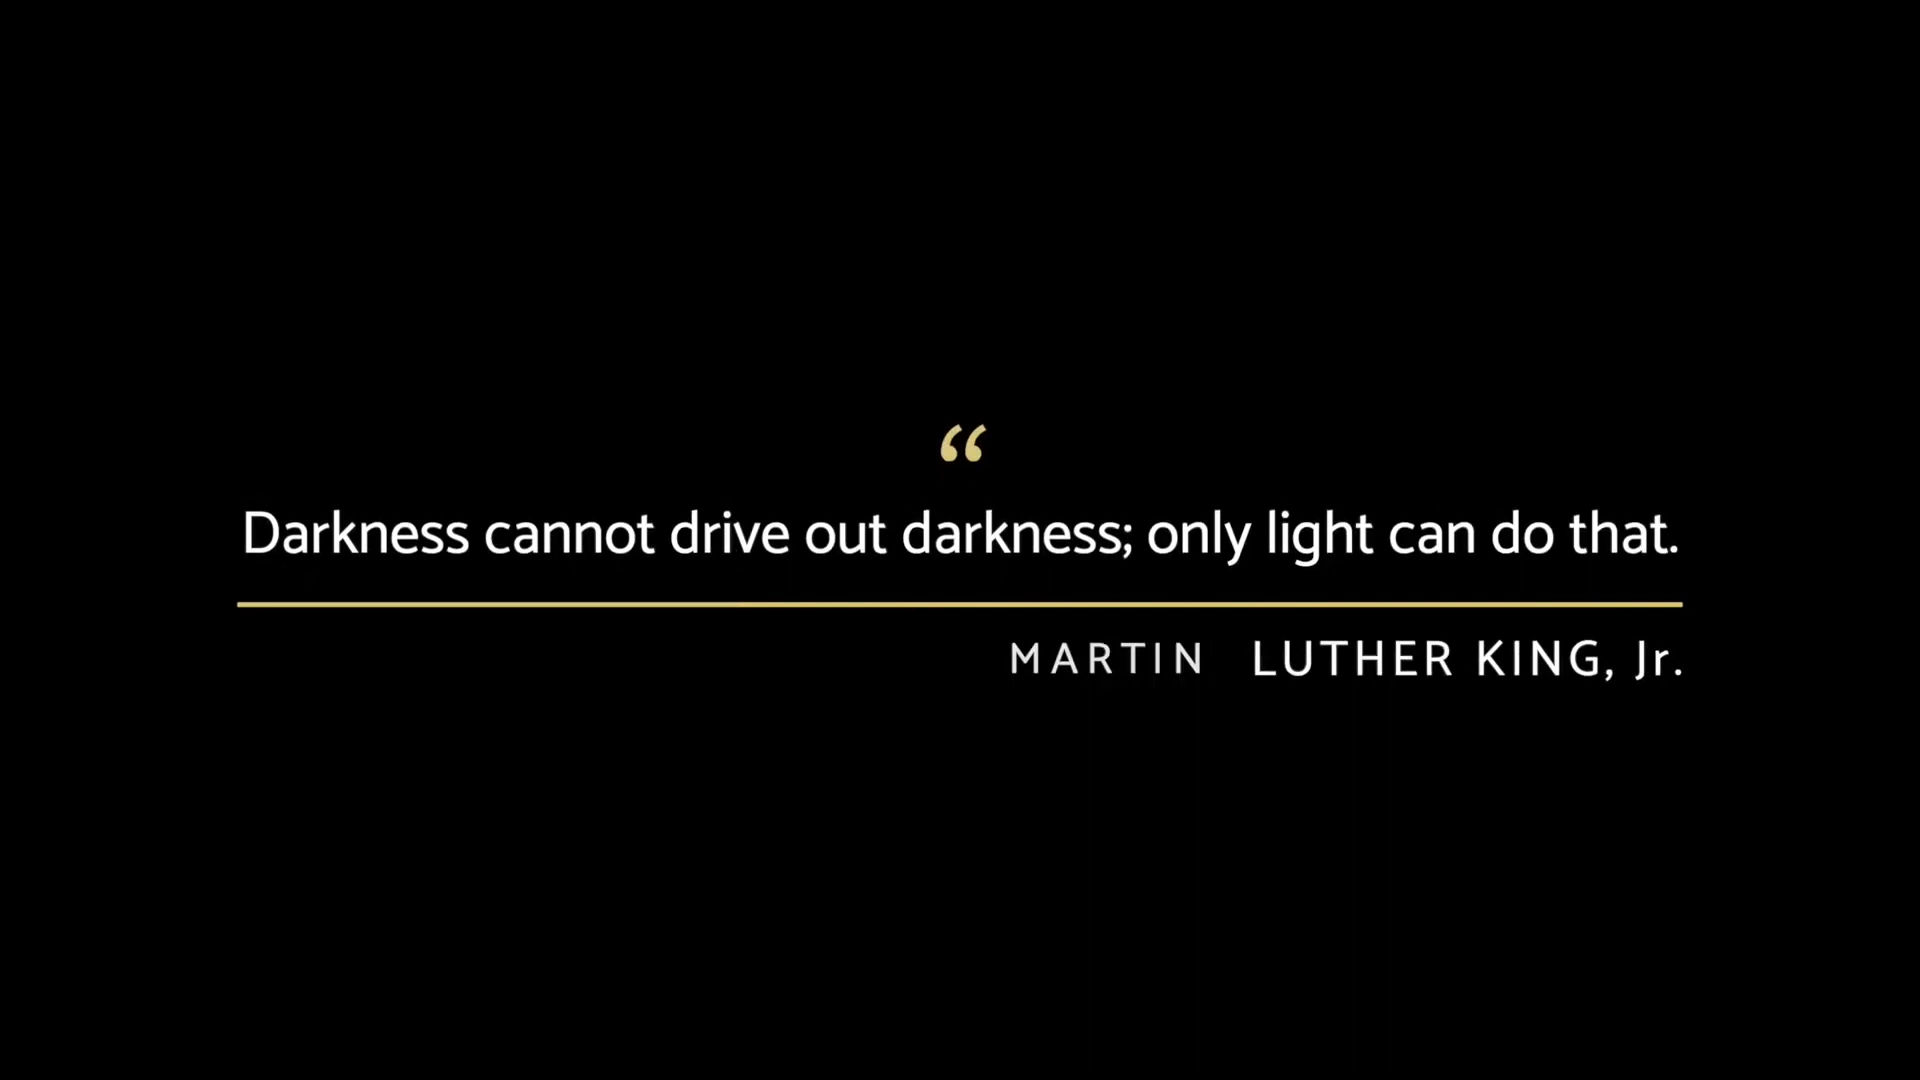 “
Darkness cannot drive out darkness; only light can do that.
MARTIN LUTHER KING, Jr.